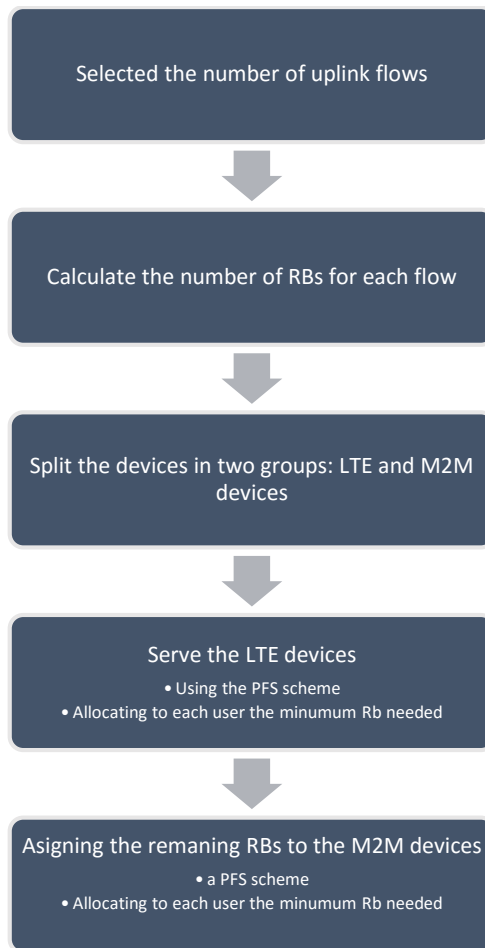 Selected the number of uplink flows
Calculate the number of RBs for each flow
Split the devices in two groups: LTE and M2M
devices
Serve the LTE devices
• Using the PFS scheme
• Allocating to each user the minumum Rb needed
Asigning the remaning RBs to the M2M devices
• a PFS scheme
• Allocating to each user the minumum Rb needed